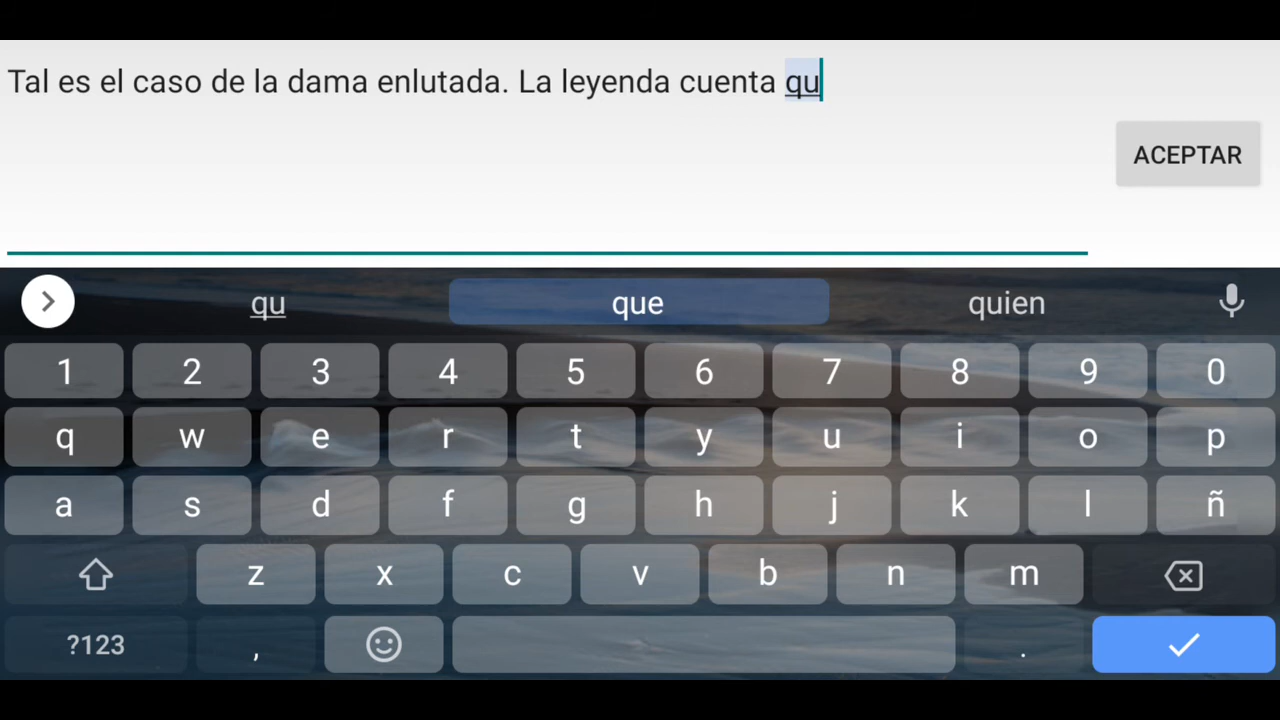 Tal es el caso de la dama enlutada. La leyenda cuenta qu
ACEPTAR
qu que quien
1 2 3 4 5 6 7 8 9 0
q w e r t y u i o p
a s d f g h j k l ñ
z x c v b n m
?123 , .